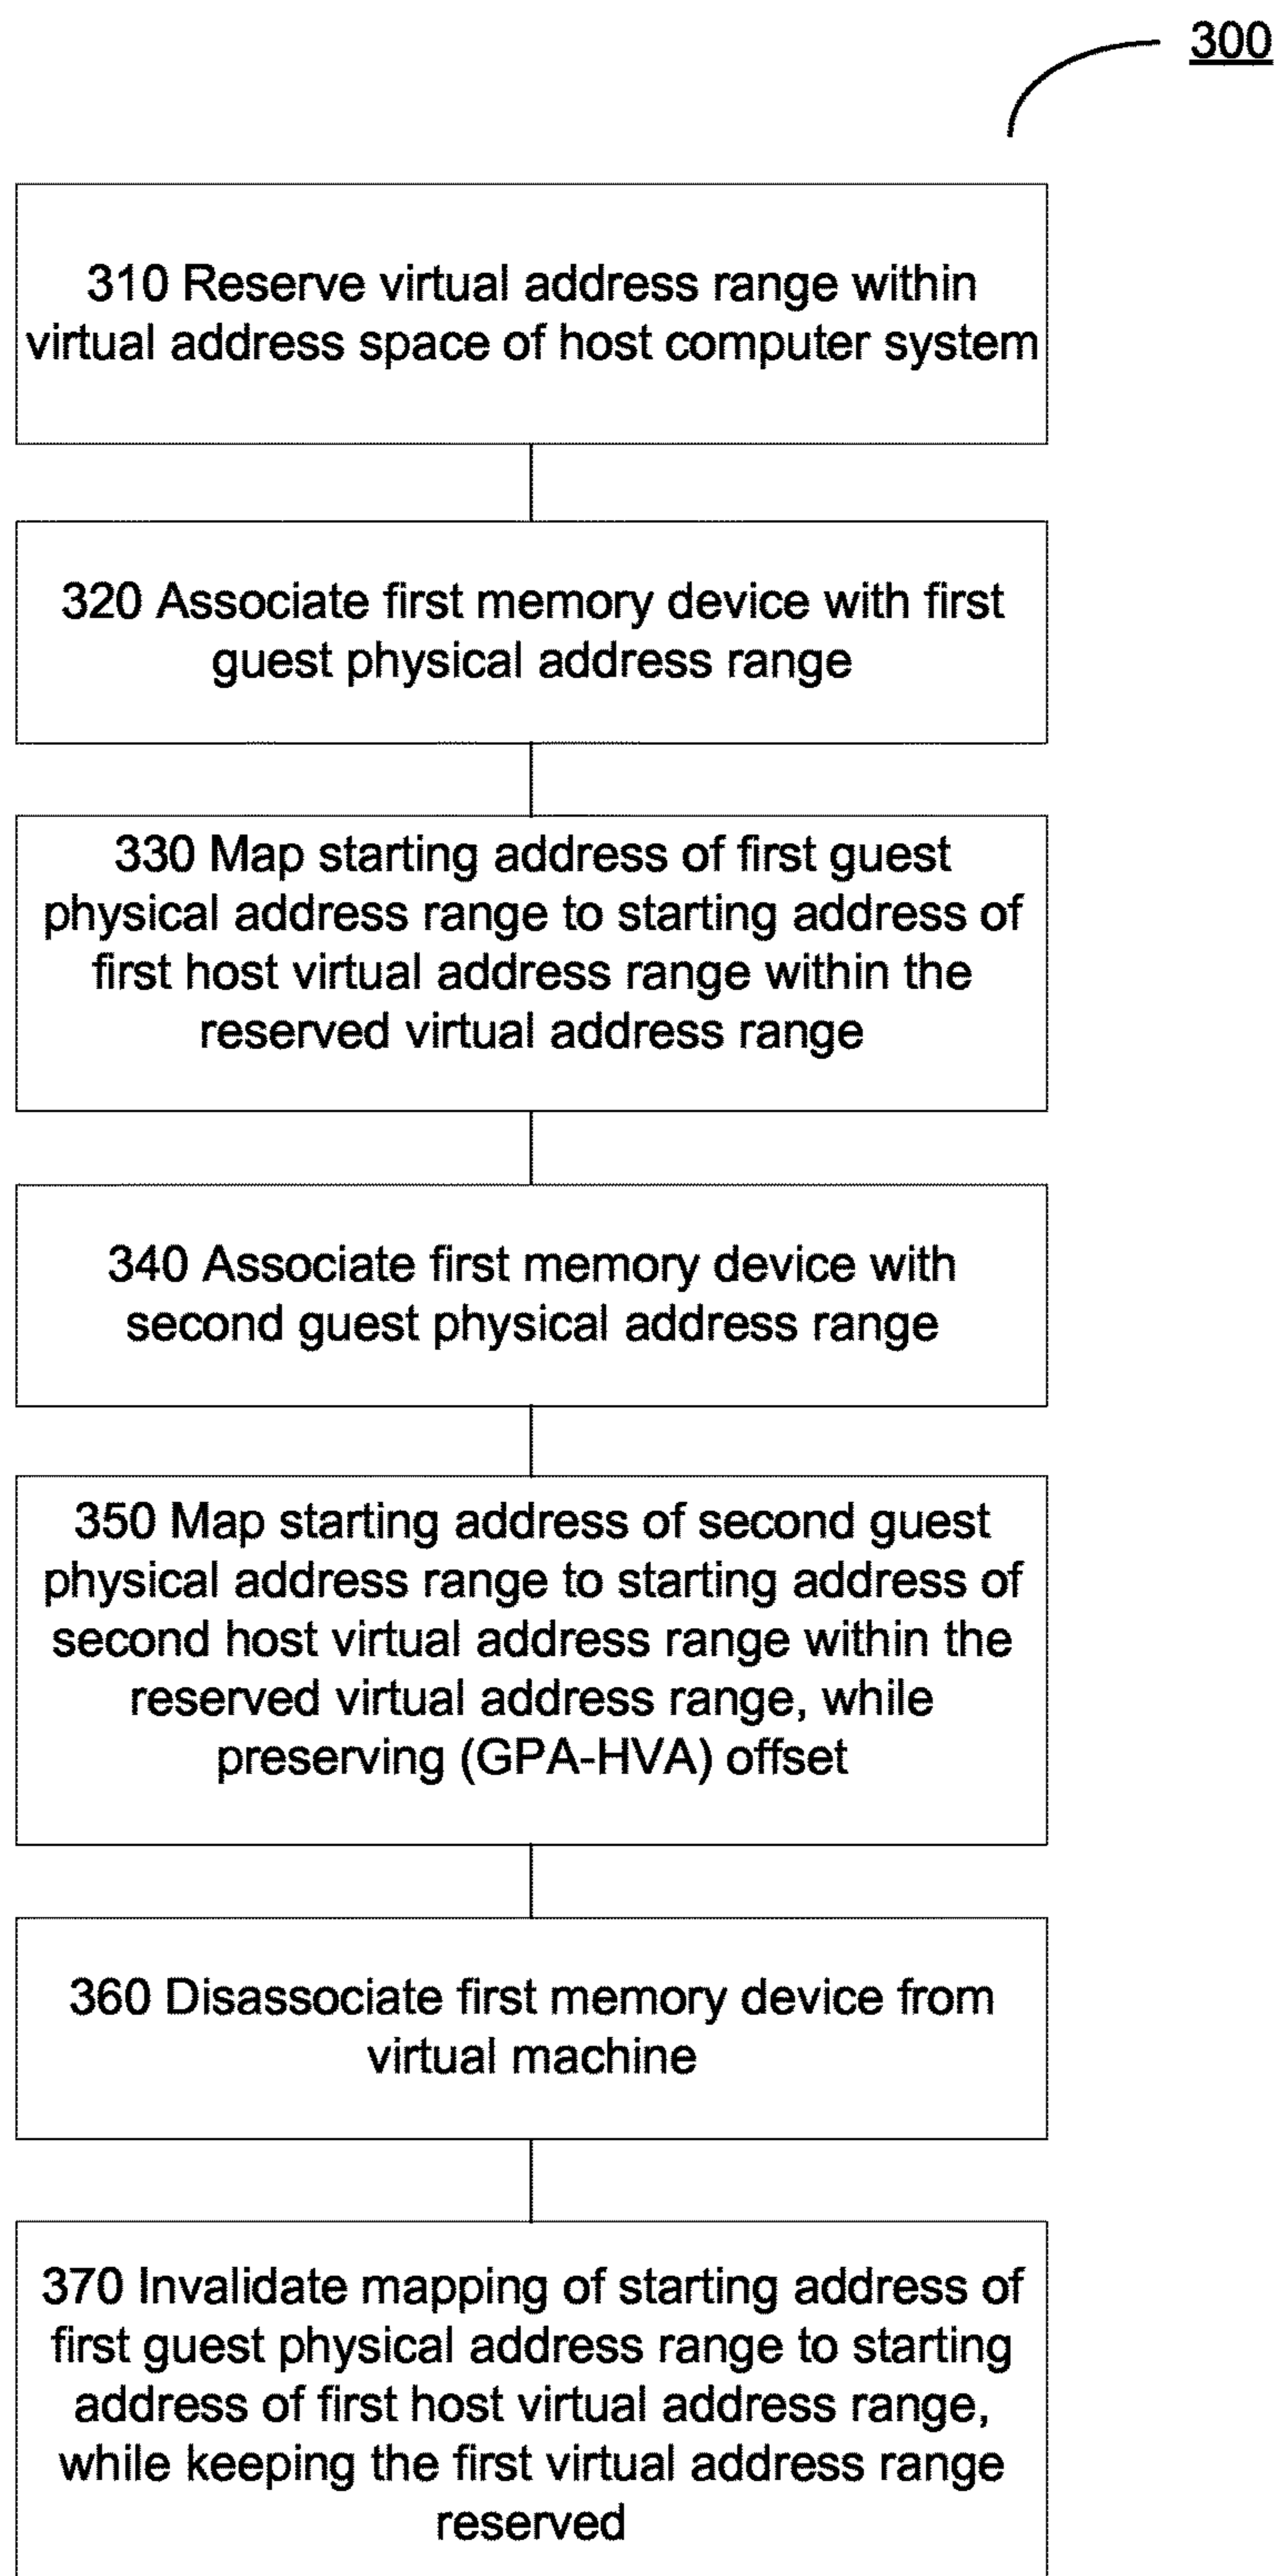 300
310 Reserve virtual address range within
virtual address space of host computer system
320 Associate first memory device with first
guest physical address range
330 Map starting address of first guest
physical address range to starting address of
first host virtual address range within the
reserved virtual address range
340 Associate first memory device with
second guest physical address range
350 Map starting address of second guest
physical address range to starting address of
second host virtual address range within the
reserved virtual address range, while
preserving (GPA-HVA) offset
360 Disassociate first memory device from
virtual machine
370 Invalidate mapping of starting address of
first guest physical address range to starting
address of first host virtual address range,
while keeping the first virtual address range
reserved